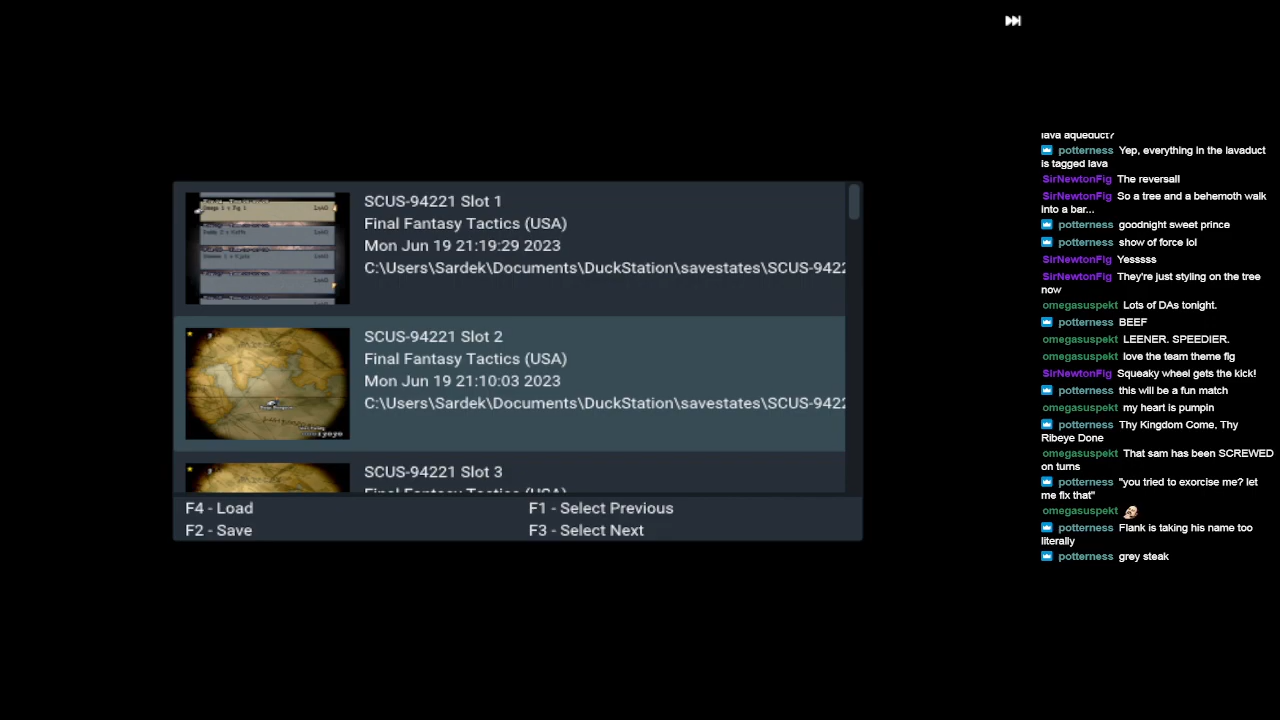 SCUS-94221 Slot 1
Final Fantasy Tactics (USA)
Mon Jun 19 21:19:29 2023
C:\Users\Sardek\Documents\DuckStation\savestates\SCUS-9422
SCUS-94221 Slot 2
Final Fantasy Tactics (USA)
Mon Jun 19 21:10:03 2023
C:\Users\Sardek\Documents\DuckStation\savestates\SCUS-9422
SCUS-94221 Slot 3
Final Fantasy Tactics (USA)
F4 - Load
F1 - Select Previous
F2 - Save
F3 - Select Next
lava aqueduct?
potterness Yep, everything in the lavaduct
is tagged lava
SirNewtonFig The reversal!
SirNewtonFig So a tree and a behemoth walk
into a bar...
potterness goodnight sweet prince
potterness show of force lol
SirNewtonFig Yesssss
SirNewtonFig They're just styling on the tree
now
omegasuspekt Lots of DAs tonight.
potterness BEEF
omegasuspekt LEENER. SPEEDIER.
omegasuspekt love the team theme fig
SirNewtonFig Squeaky wheel gets the kick!
potterness this will be a fun match
omegasuspekt my heart is pumpin
potterness Thy Kingdom Come, Thy
Ribeye Done
omegasuspekt That sam has been SCREWED
on turns
potterness "you tried to exorcise me? let
me fix that"
omegasuspekt
potterness Flank is taking his name too
literally
potterness grey steak